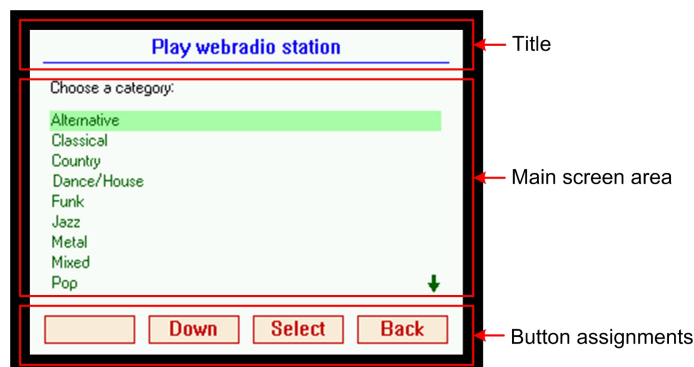 Play webradio station
Title
Choose a category:
Alternative
Classical
Country
Dance/House
Funk
Jazz
Metal
Mixed
Pop
Main screen area
Down Select Back
Button assignments